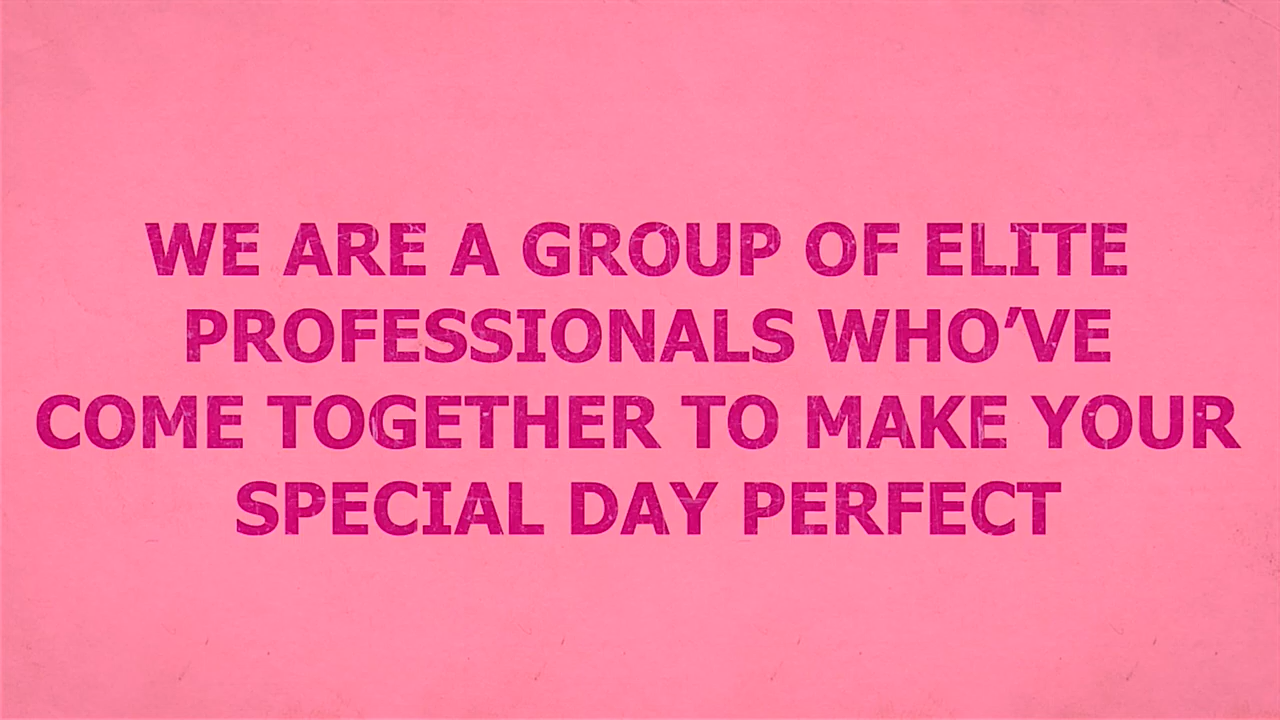 WE ARE A GROUP OF ELITE
PROFESSIONALS WHO’VE
COME TOGETHER TO MAKE YOUR
SPECIAL DAY PERFECT